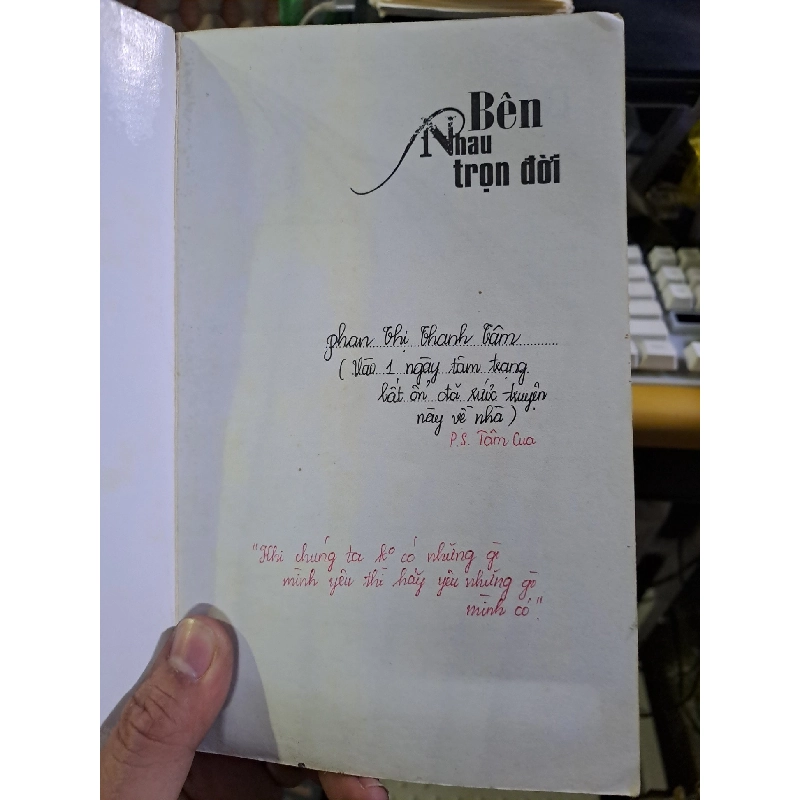 Bên
Nhau
trọn đời
Phan Thị Thanh Tâm
(Vào 1 ngày tâm trạng
bất ổn đã rước truyện
này về nhà)
P.S. Tâm Cua
"Khi chúng ta k° có những gì
mình yêu thì hãy yêu những gì
mình có".